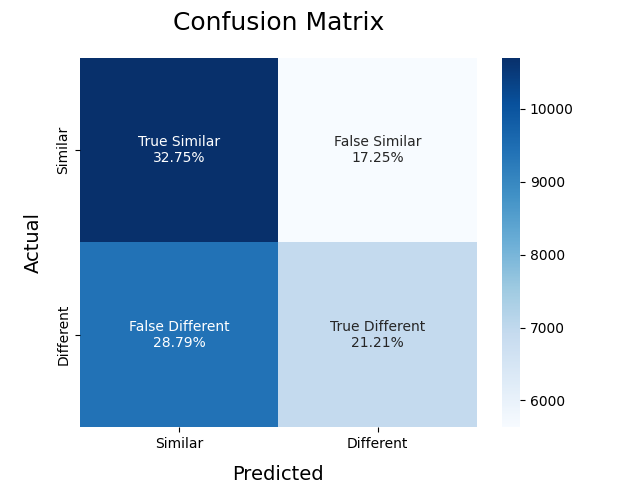 Confusion Matrix
Actual
Similar
Different
True Similar
32.75%
False Similar
17.25%
False Different
28.79%
True Different
21.21%
Similar
Different
Predicted
10000
9000
8000
7000
6000